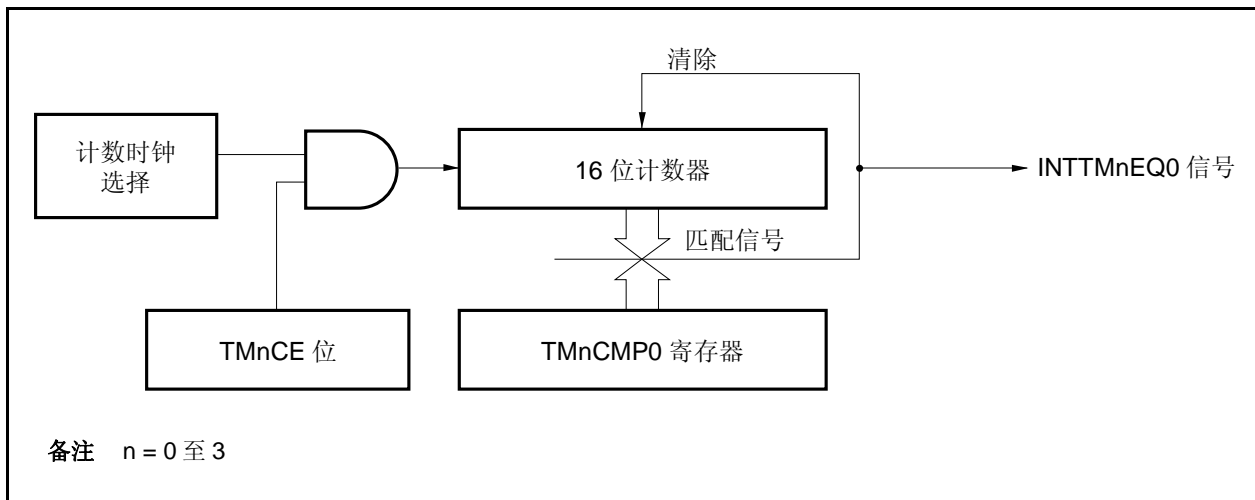 清除
计数时钟
选择
16 位计数器
INTTMnEQ0 信号
匹配信号
TMnCE 位
TMnCMP0 寄存器
备注 n = 0 至 3